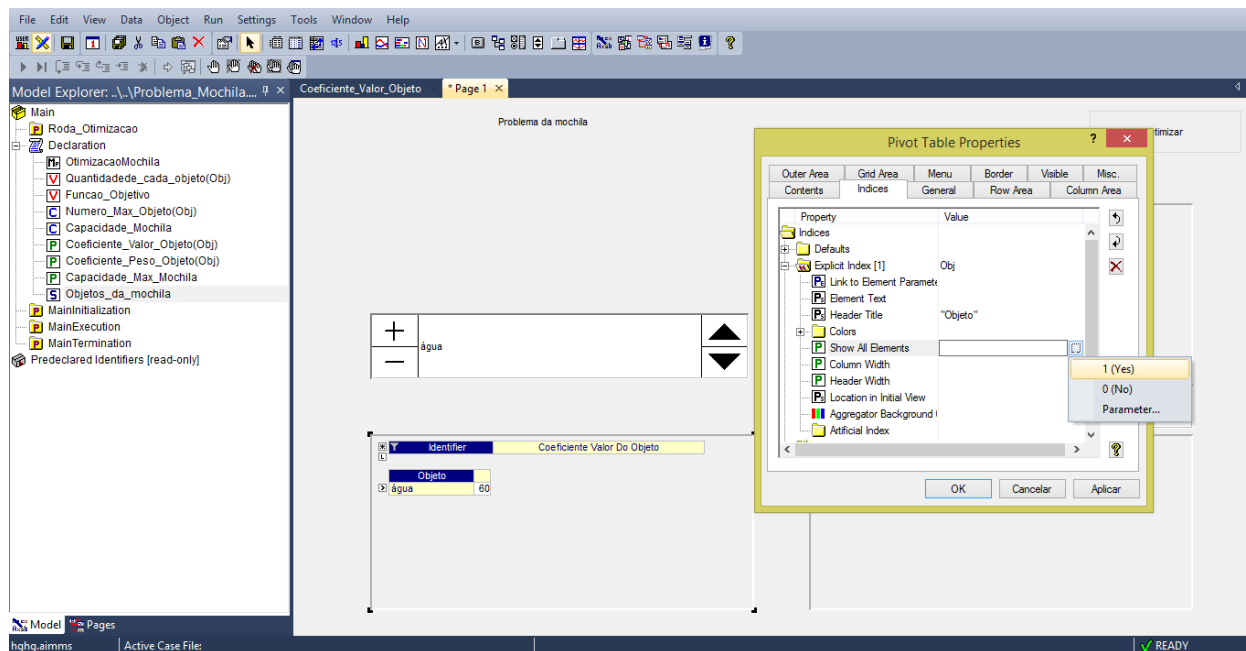 File Edit View Data Object Run Settings Tools Window Help
Model Explorer: ..\..\Problema_Mochila....
Coeficiente_Valor_Objeto
* Page 1
Main
Roda_Otimizacao
Declaration
OtimizacaoMochila
Quantidadede_cada_objeto(Obj)
Funcao_Objetivo
Numero_Max_Objeto(Obj)
Capacidade_Mochila
Coeficiente_Valor_Objeto(Obj)
Coeficiente_Peso_Objeto(Obj)
Capacidade_Max_Mochila
Objetos_da_mochila
MainInitialization
MainExecution
MainTermination
Predeclared Identifiers [read-only]
Problema da mochila
timizar
água
Identifier Coeficiente Valor Do Objeto
Objeto
água 60
Pivot Table Properties
Outer Area Grid Area Menu Border Visible Misc.
Contents Indices General Row Area Column Area
Property Value
Indices
Defaults
Explicit Index [1] Obj
Link to Element Paramete
Element Text
Header Title "Objeto"
Colors
Show All Elements
Column Width
Header Width
Location in Initial View
Aggregator Background
Artificial Index
1 (Yes)
0 (No)
Parameter...
OK Cancelar Aplicar
Model Pages
hghg.aimms Active Case File: READY